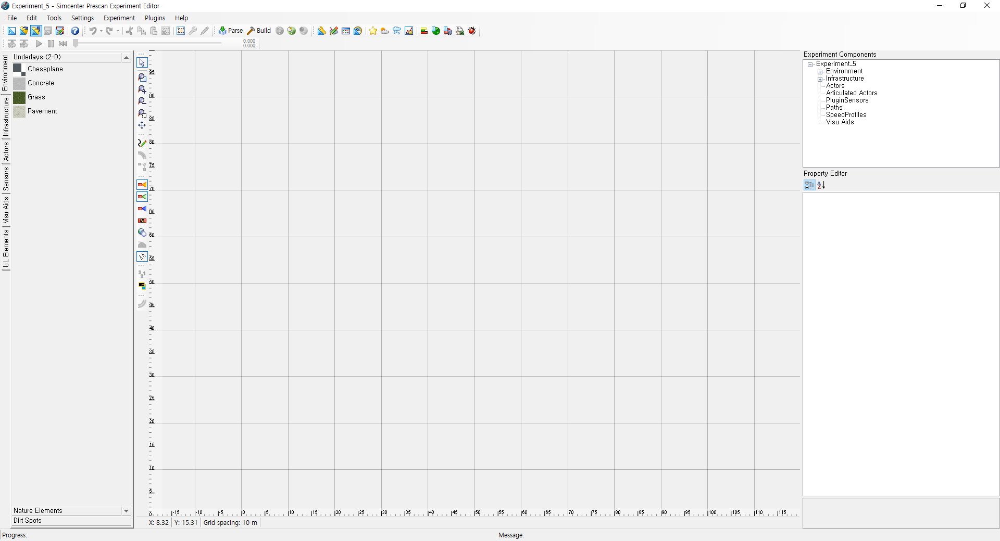 Experiment_5 - Simcenter Prescan Experiment Editor
File Edit Tools Settings Experiment Plugins Help
Parse Build
0.000
0.000
Environment
Infrastructure
Actors
Sensors
Visu Aids
U.L Elements
Underlays (2-D)
Chessplane
Concrete
Grass
Pavement
Nature Elements
Dirt Spots
95
90
85
80
75
70
65
60
55
50
45
40
35
30
25
20
15
10
5
0
-15 -10 -5 0 5 10 15 20 25 30 35 40 45 50 55 60 65 70 75 80 85 90 95 100 105 110 115
X: 8.32 Y: 15.31 Grid spacing: 10 m
Experiment Components
Experiment_5
Environment
Infrastructure
Actors
Articulated Actors
PluginSensors
Paths
SpeedProfiles
Visu Aids
Property Editor
Progress: Message: